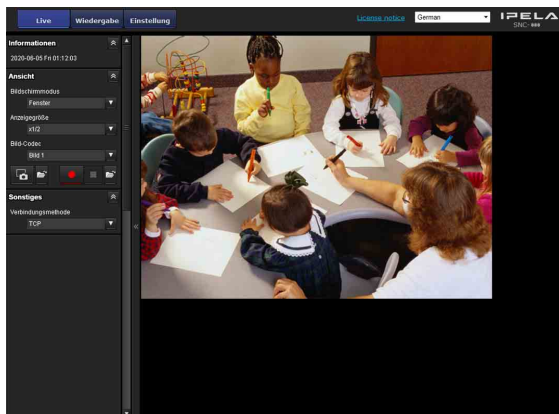 Live Wiedergabe Einstellung License notice German IPELA
SNC-***
Informationen
2020-06-05 Fri 01:12:03
Ansicht
Bildschirmmodus
Fenster
Anzeigegröße
x1/2
Bild-Codec
Bild 1
Sonstiges
Verbindungsmethode
TCP